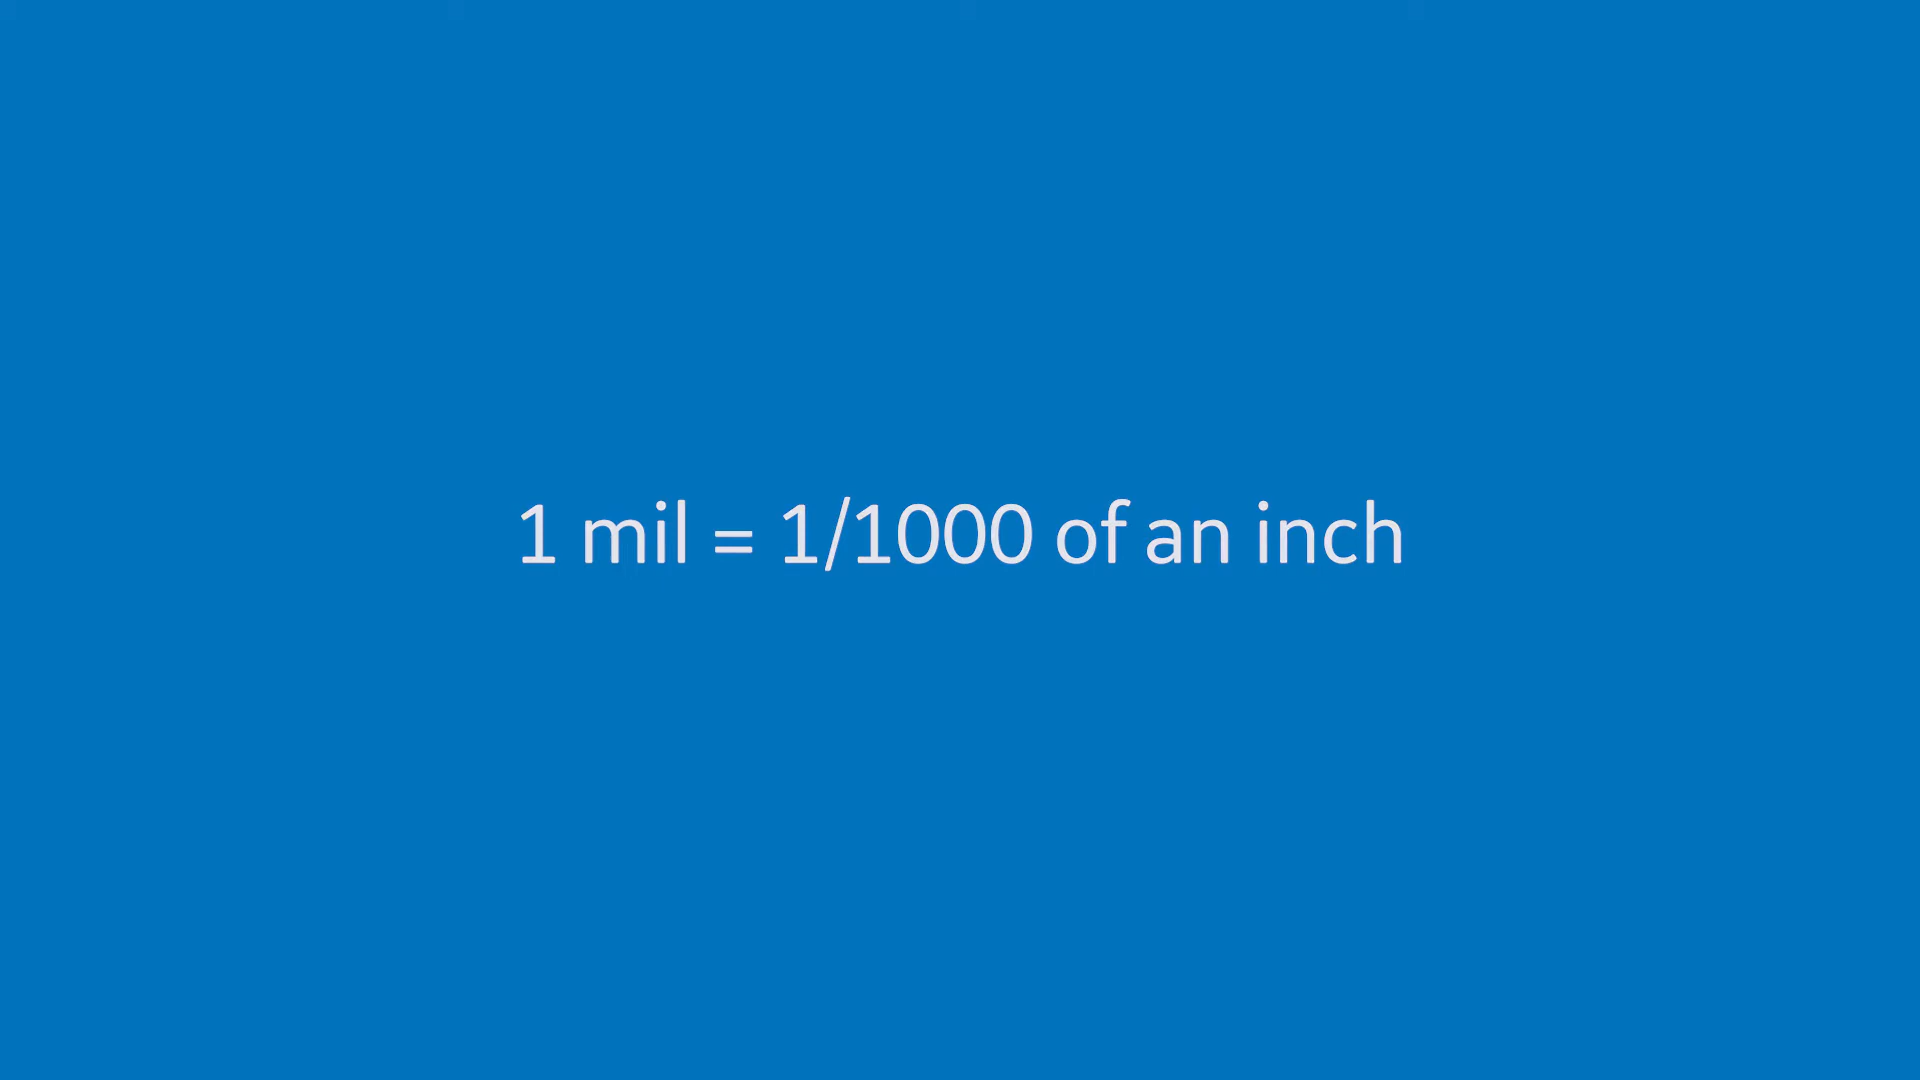 1 mil = 1/1000 of an inch